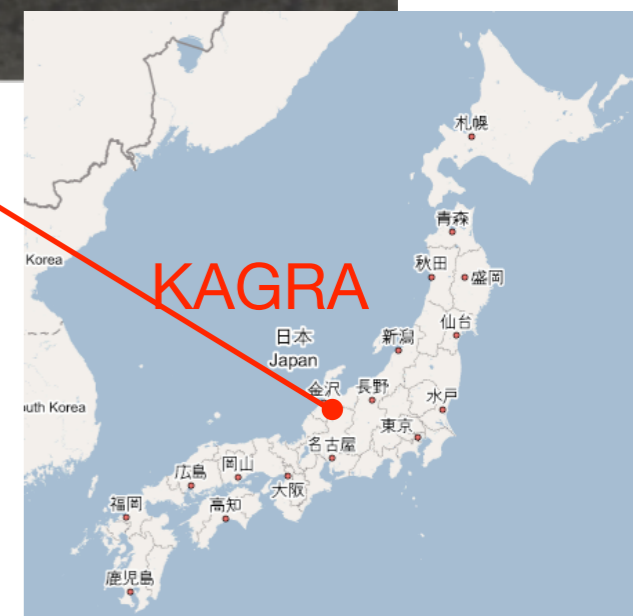 札幌
青森
Korea
秋田
盛岡
KAGRA
仙台
日本
新潟
Japan
金沢
長野
水戸
uth Korea
東京
名古屋
岡山
広島
大阪
福岡
高知
鹿児島